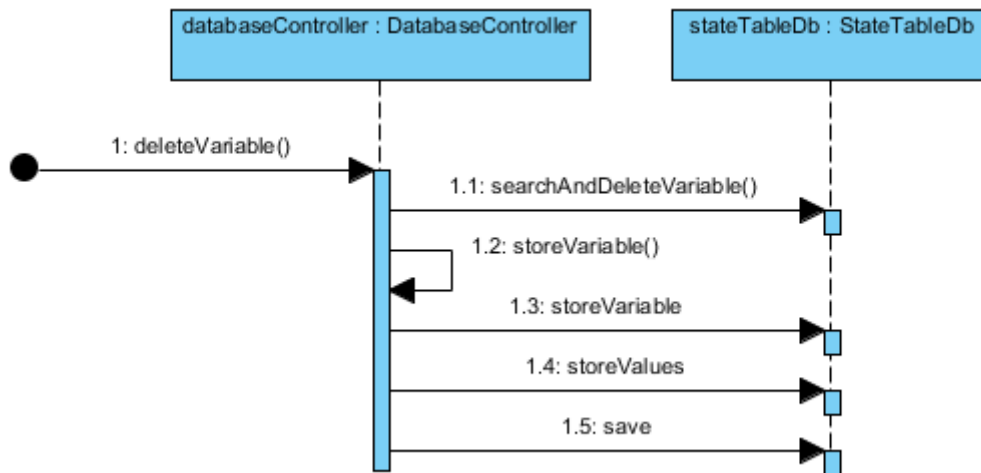 databaseController : DatabaseController
stateTableDb : StateTableDb
1: deleteVariable()
1.1: searchAndDeleteVariable()
1.2: storeVariable()
1.3: storeVariable
1.4: storeValues
1.5: save